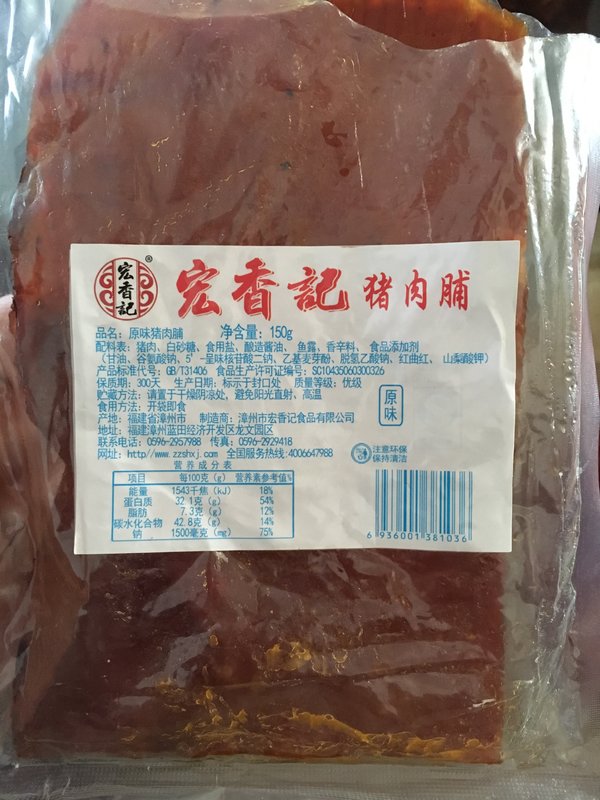 宏香記®
宏香記 猪肉脯
品名：原味猪肉脯 净含量：150g
配料表：猪肉、白砂糖、食用盐、酿造酱油、鱼露、香辛料、食品添加剂
（甘油、谷氨酸钠、5’-呈味核苷酸二钠、乙基麦芽酚、脱氢乙酸钠、红曲红、山梨酸钾）
产品标准代号：GB/T31406 食品生产许可证编号：SC10435060300326
保质期：300天 生产日期：标示于封口处 质量等级：优级
贮藏方法：请置于干燥阴凉处、避免阳光直射、高温
食用方法：开袋即食
产地：福建省漳州市 制造商：漳州市宏香记食品有限公司
地址：福建漳州蓝田经济开发区龙文园区
联系电话：0596-2957988 传真：0596-2929418
网址：http//www.zzshxj.com 全国服务热线:4006647988
原味
注意环保
保持清洁
营养成分表
项目 每100克（g） 营养素参考值%
能量 1543千焦（kJ） 18%
蛋白质 32.1克（g） 54%
脂肪 7.3克（g） 12%
碳水化合物 42.8克（g） 14%
钠 1500毫克（mg） 75%
6 936001 381036